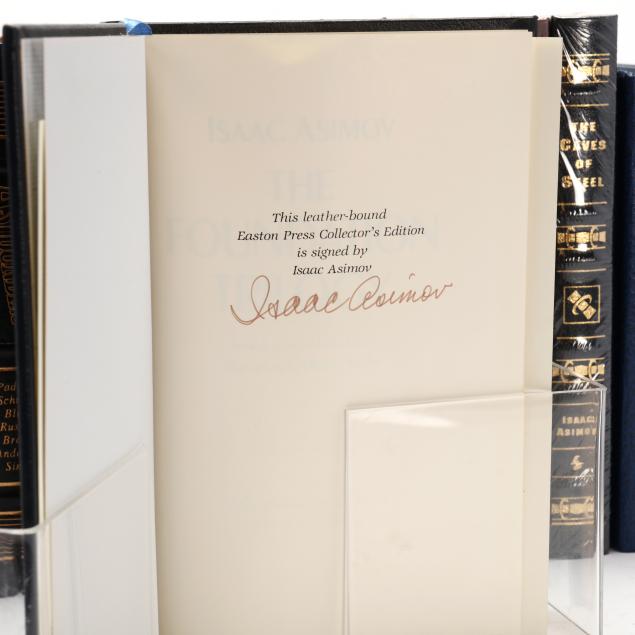 ISAAC ASIMOV
THE
FOUNDATION
This leather-bound
Easton Press Collector's Edition
is signed by
Isaac Asimov
Isaac Asimov
THE
CAVES
OF
STEEL
ISAAC
ASIMOV